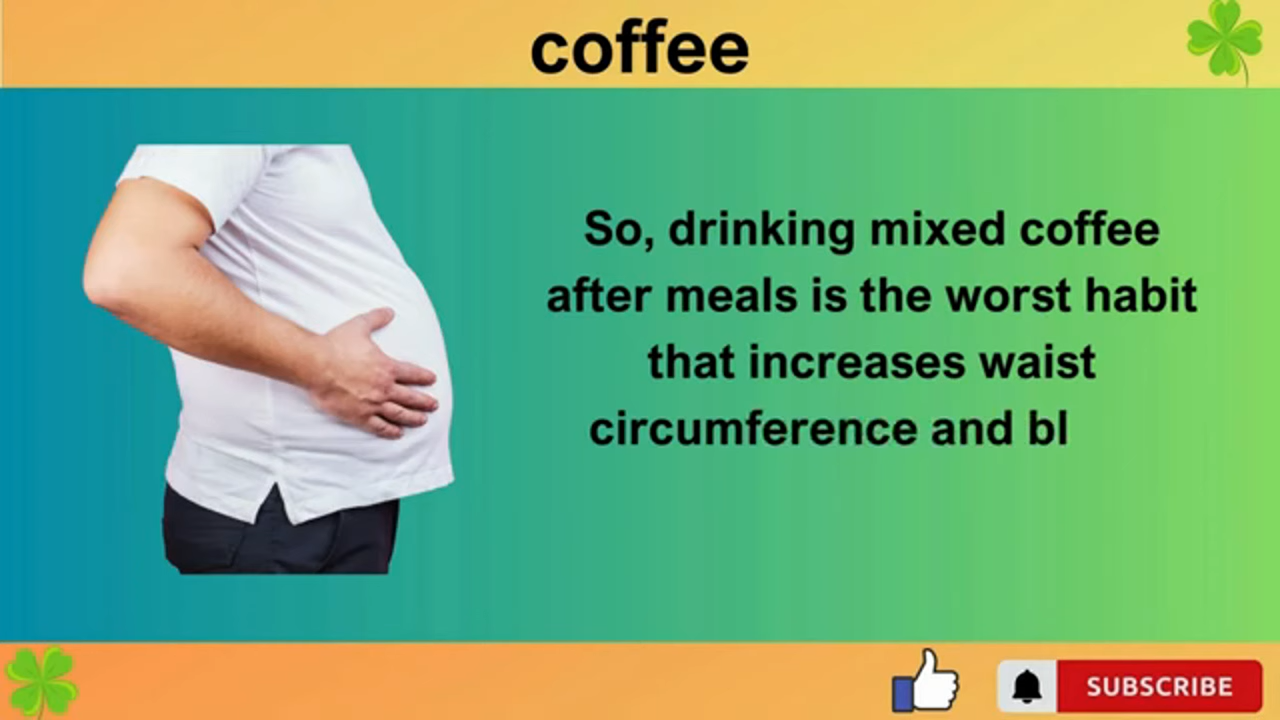 coffee
So, drinking mixed coffee
after meals is the worst habit
that increases waist
circumference and bl
SUBSCRIBE